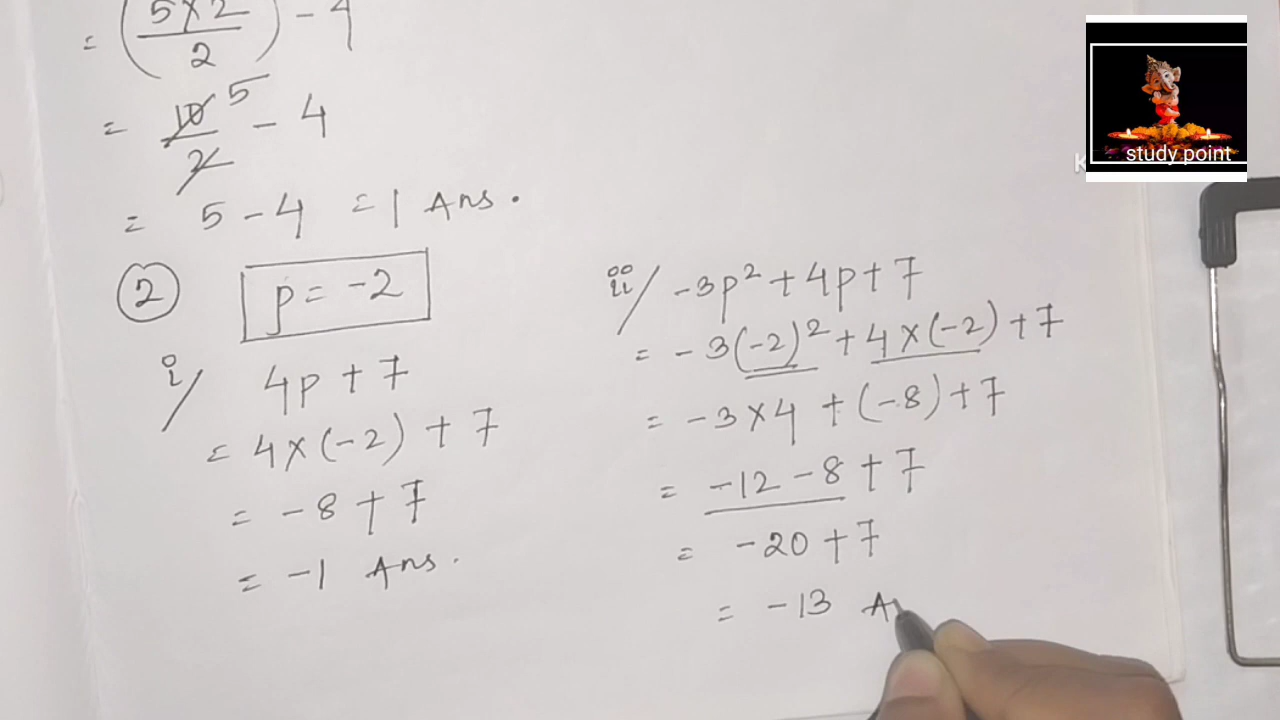 = (5×2/2) - 4
= 10/2 5 - 4
= 5 - 4 = 1 Ans.
② p = -2
i/ 4p + 7
= 4×(-2) + 7
= -8 + 7
= -1 Ans.
ii/ -3p² + 4p + 7
= -3(-2)² + 4×(-2) + 7
= -3×4 + (-8) + 7
= -12 - 8 + 7
= -20 + 7
= -13 A
study point
K